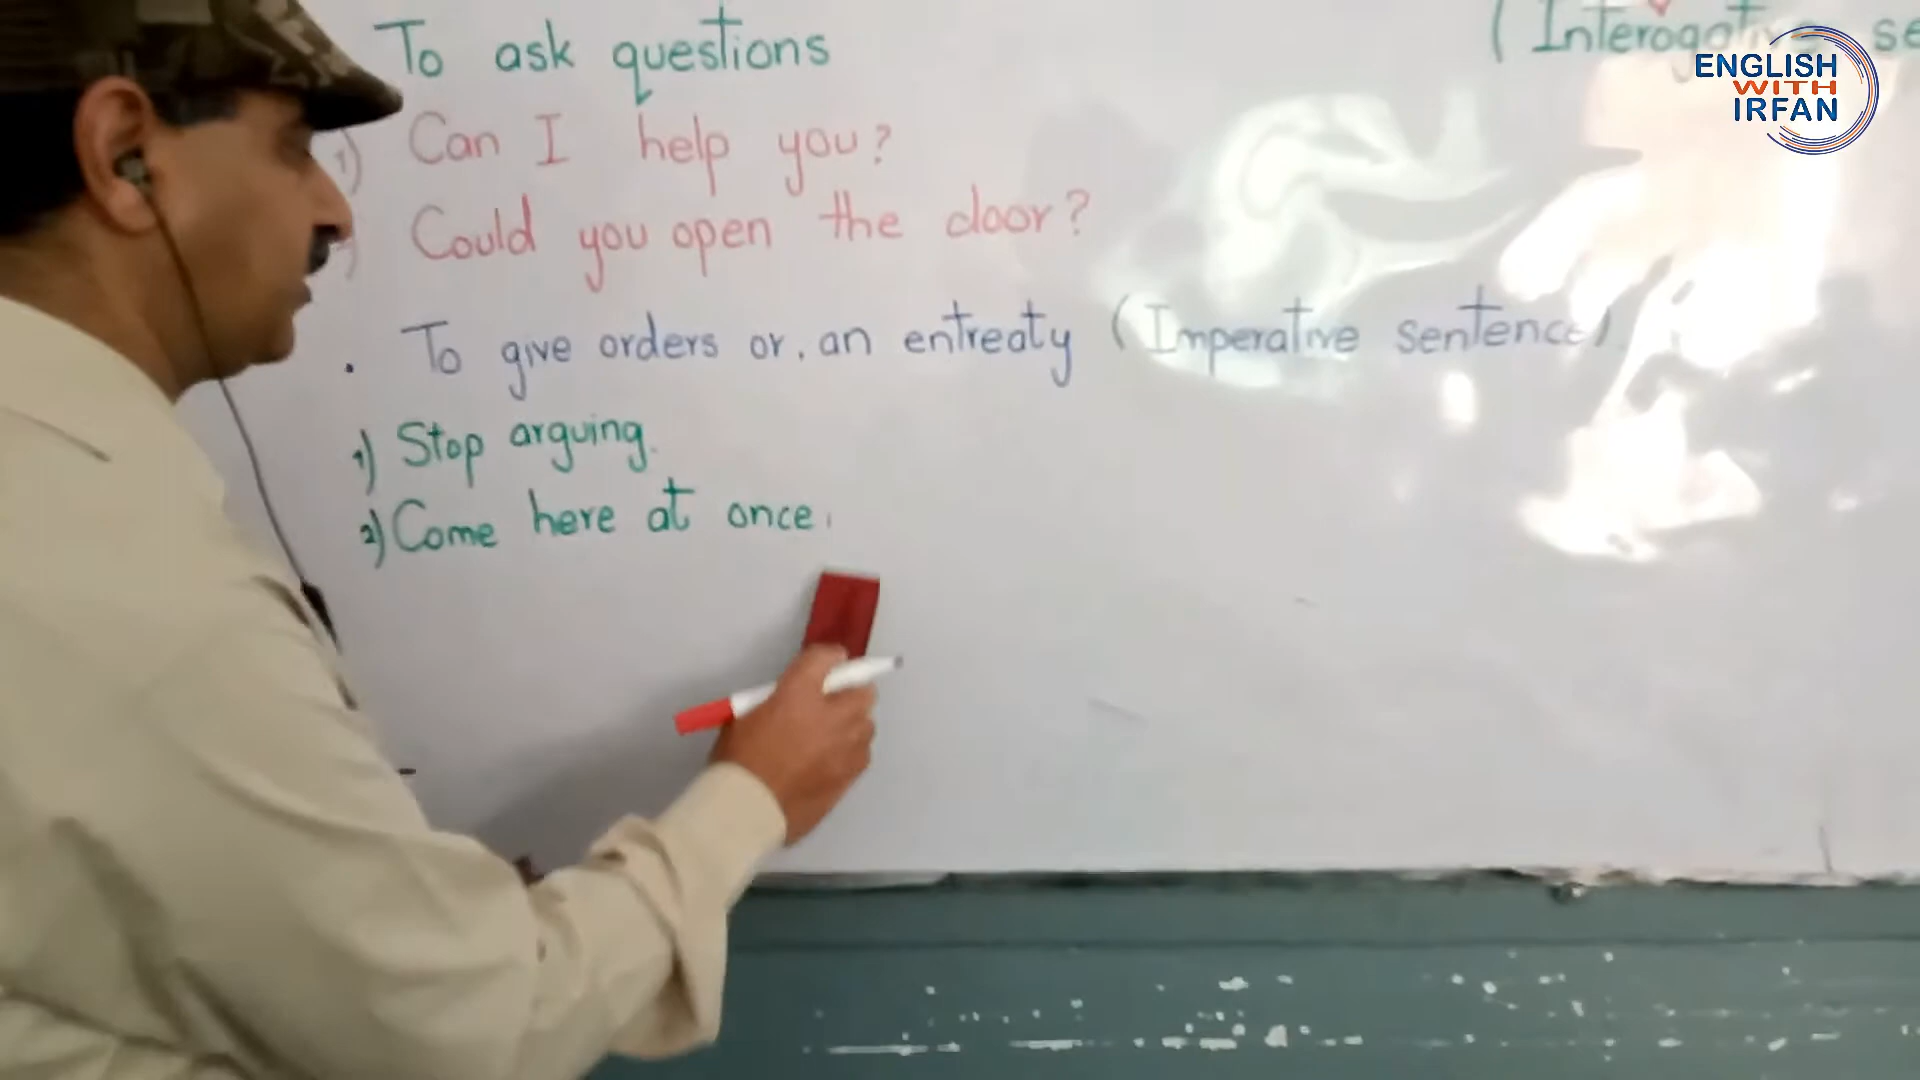 To ask questions
(Interogative se
1) Can I help you?
Could you open the door?
. To give orders or, an entreaty (Imperative sentence)
1) Stop arguing.
2) Come here at once.
ENGLISH
WITH
IRFAN